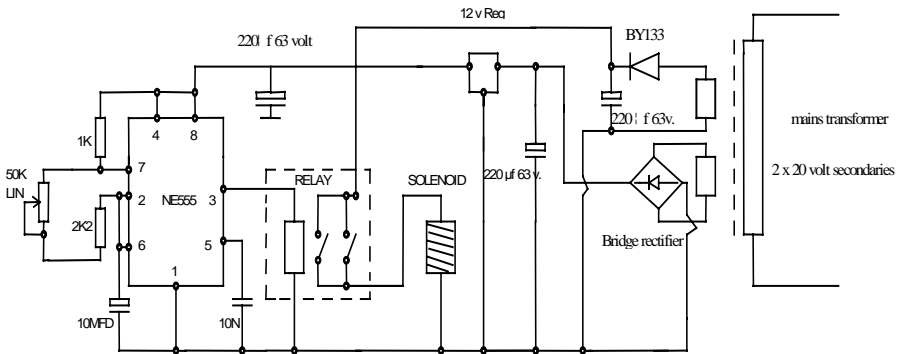 12 v Reg
220¦ f 63 volt
BY133
4
8
1K
220 ¦ f 63v.
mains transformer
7
50K
LIN
RELAY
SOLENOID
220 µf 63 v.
2 x 20 volt secondaries
2
NE555
3
2K2
6
5
Bridge rectifier
1
10MFD
10N